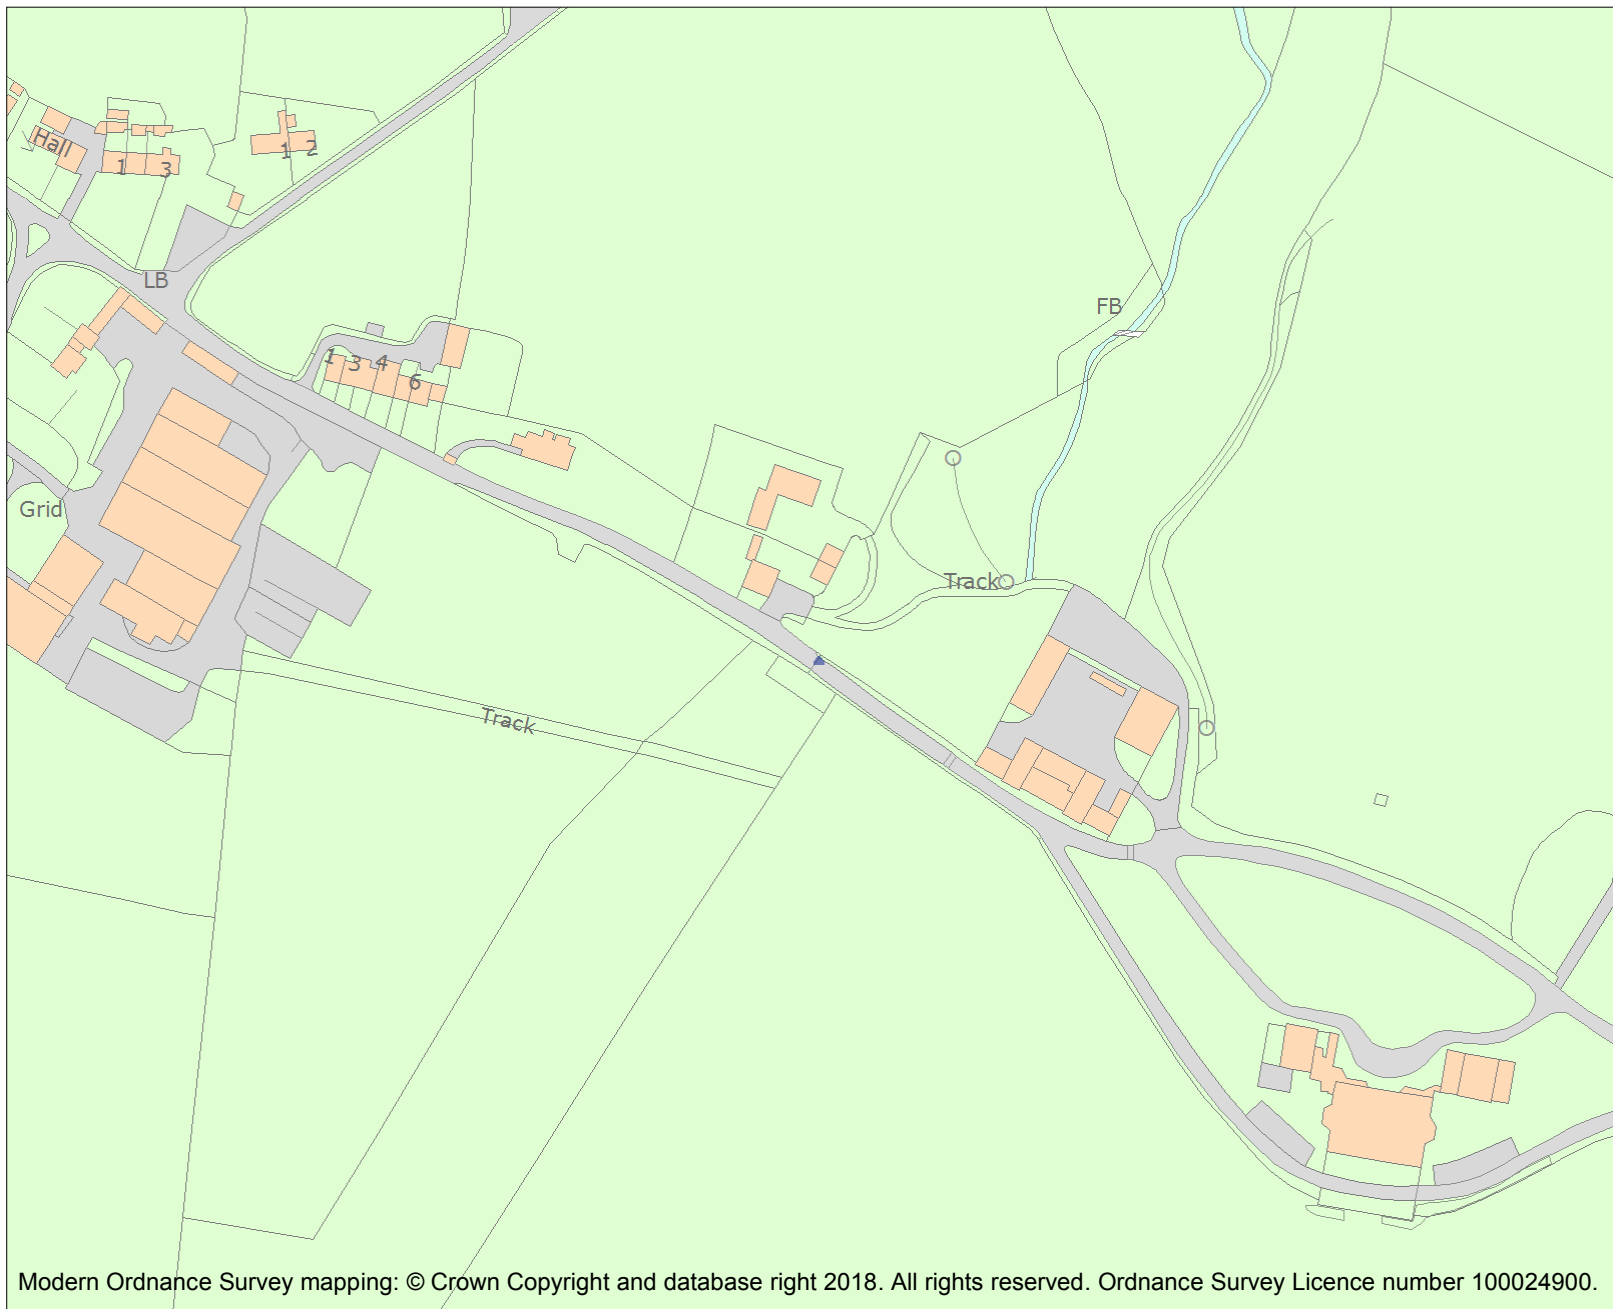 Hall
1
3
1
2
LB
FB
1
3
4
6
Grid
Track
Track
Modern Ordnance Survey mapping: © Crown Copyright and database right 2018. All rights reserved. Ordnance Survey Licence number 100024900.